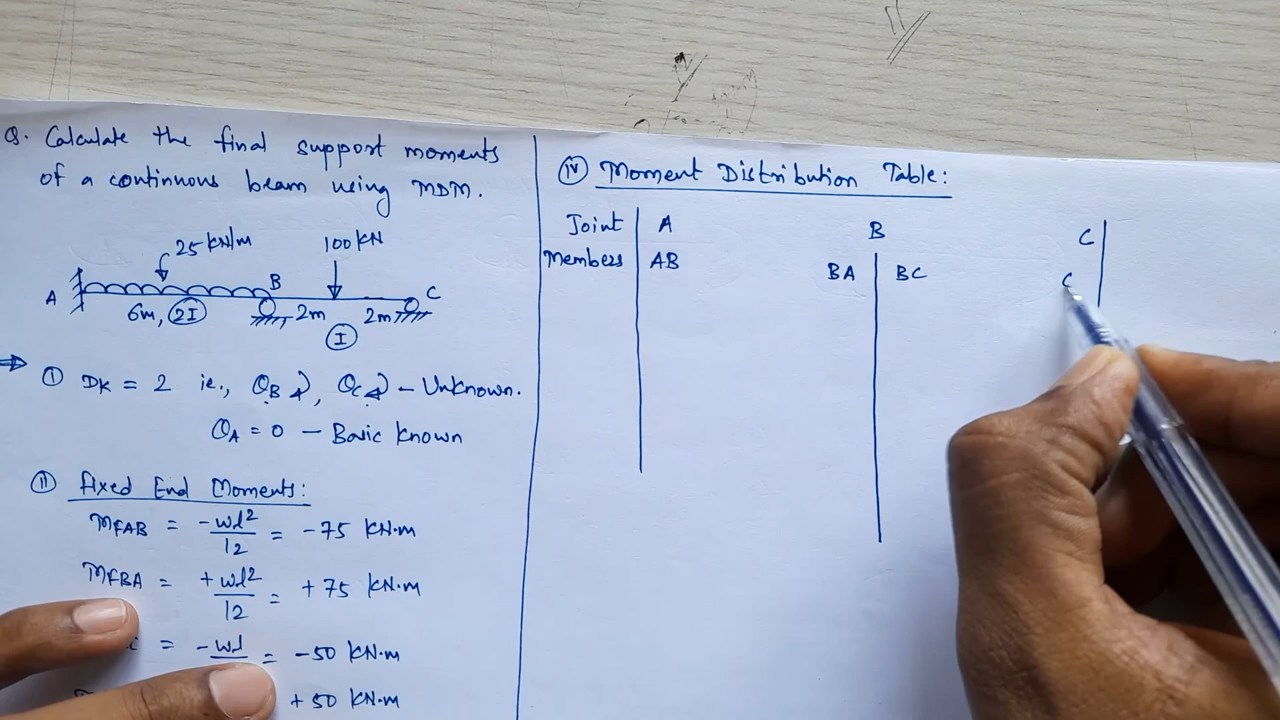 Q. Calculate the final support moments
of a continuous beam using MDM.
25 kN/m
100 kN
A
B
C
6m, 2I
2m
2m
I
⇒ I DK = 2 ie., θB, θC – Unknown.
θA = 0 – Basic Known
II Fixed End Moments:
MFAB = -wl²/12 = -75 KN.m
MFBA = +wl²/12 = +75 KN.m
= -wl = -50 KN.m
+50 KN.m
IV Moment Distribution Table:
Joint A B C
Members AB BA BC C